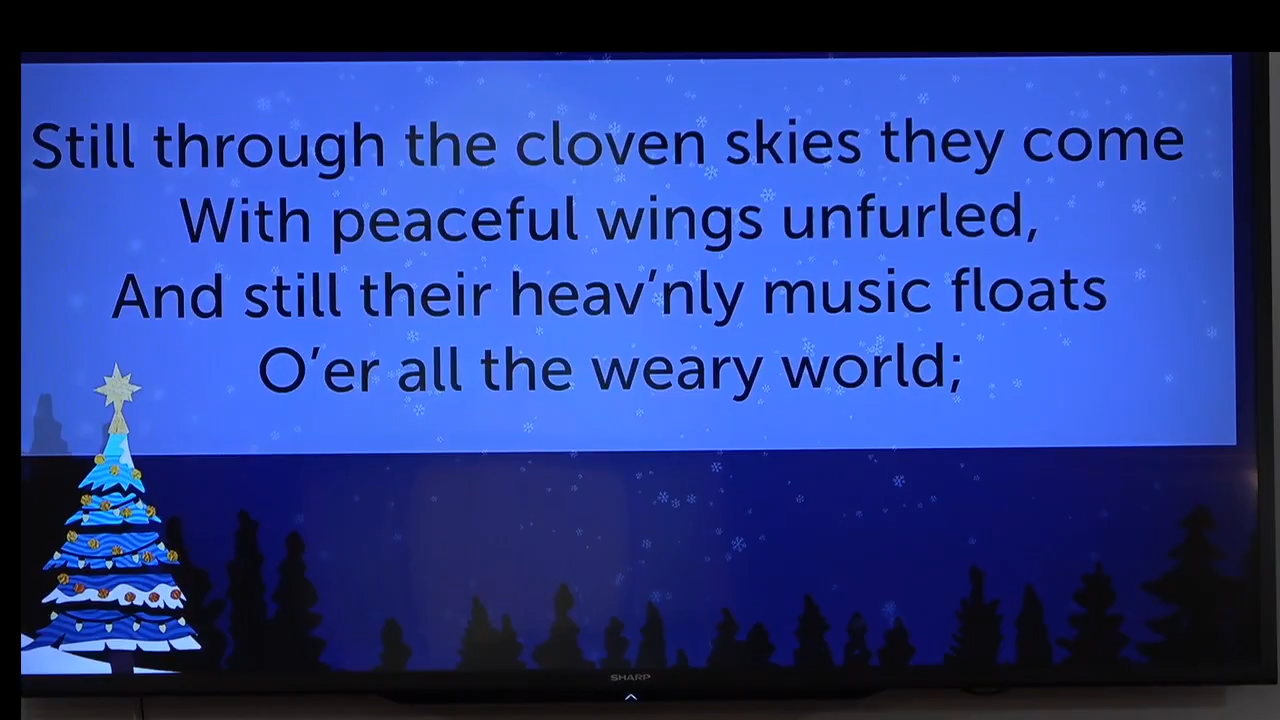 Still through the cloven skies they come
With peaceful wings unfurled,
And still their heav’nly music floats
O’er all the weary world;
SHARP